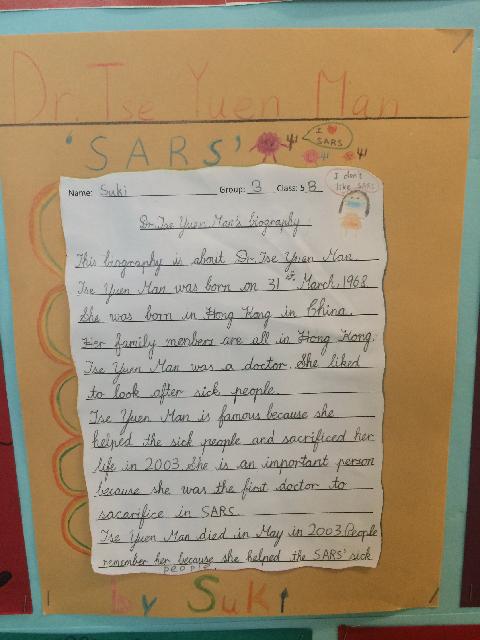 Dr. Tse Yuen Man
'SARS'
I ❤ SARS
I don't like SARS
Name: Suki Group: 3 Class: 5B
Dr. Tse Yuen Man's biography
This biography is about Dr. Tse Yuen Man
Tse Yuen Man was born on 31st March, 1968.
She was born in Hong Kong in China.
Her family members are all in Hong Kong.
Tse Yuen Man was a doctor. She liked
to look after sick people.
Tse Yuen Man is famous because she
helped the sick people and sacrificed her
life in 2003. She is an important person
because she was the first doctor to
sacarifice in SARS.
Tse Yuen Man died in May in 2003. People
remember her because she helped the 'SARS' sick
people.
by Suki